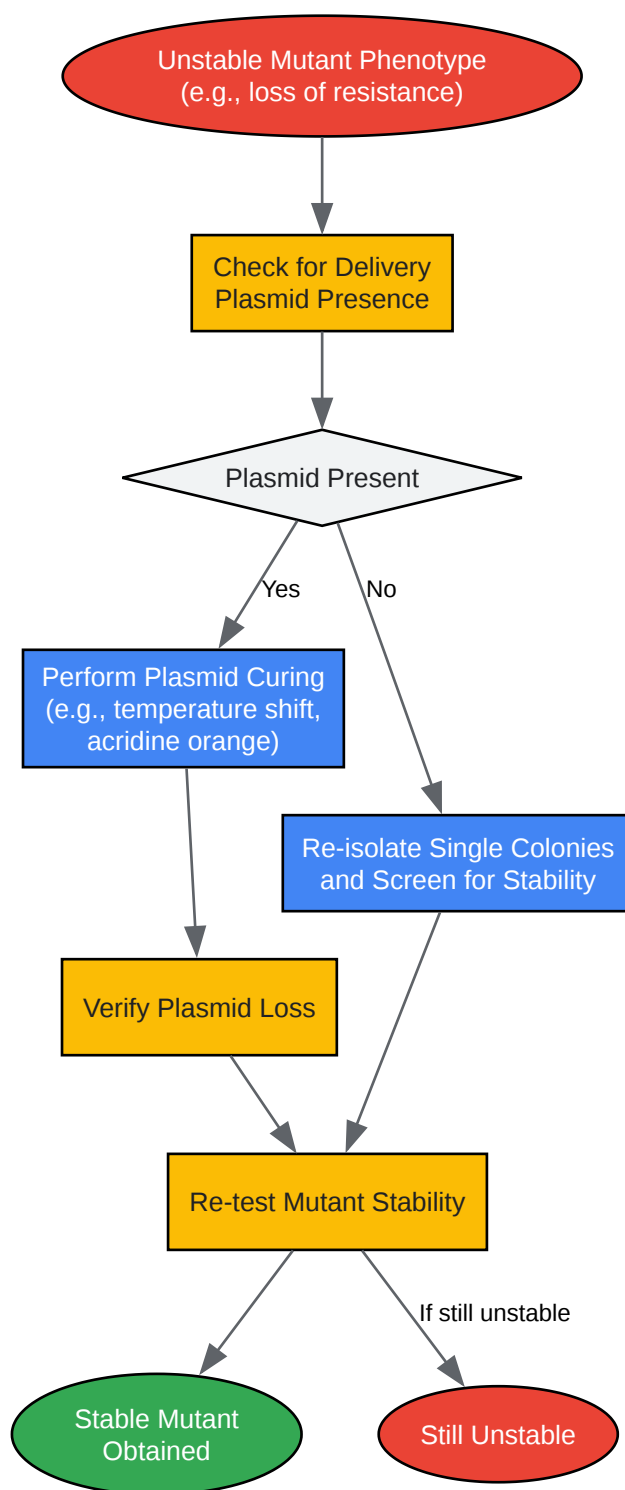 Unstable Mutant Phenotype
(e.g., loss of resistance)
Check for Delivery
Plasmid Presence
Plasmid Present
Yes
No
Perform Plasmid Curing
(e.g., temperature shift,
acridine orange)
Re-isolate Single Colonies
and Screen for Stability
Verify Plasmid Loss
Re-test Mutant Stability
If still unstable
Stable Mutant
Obtained
Still Unstable